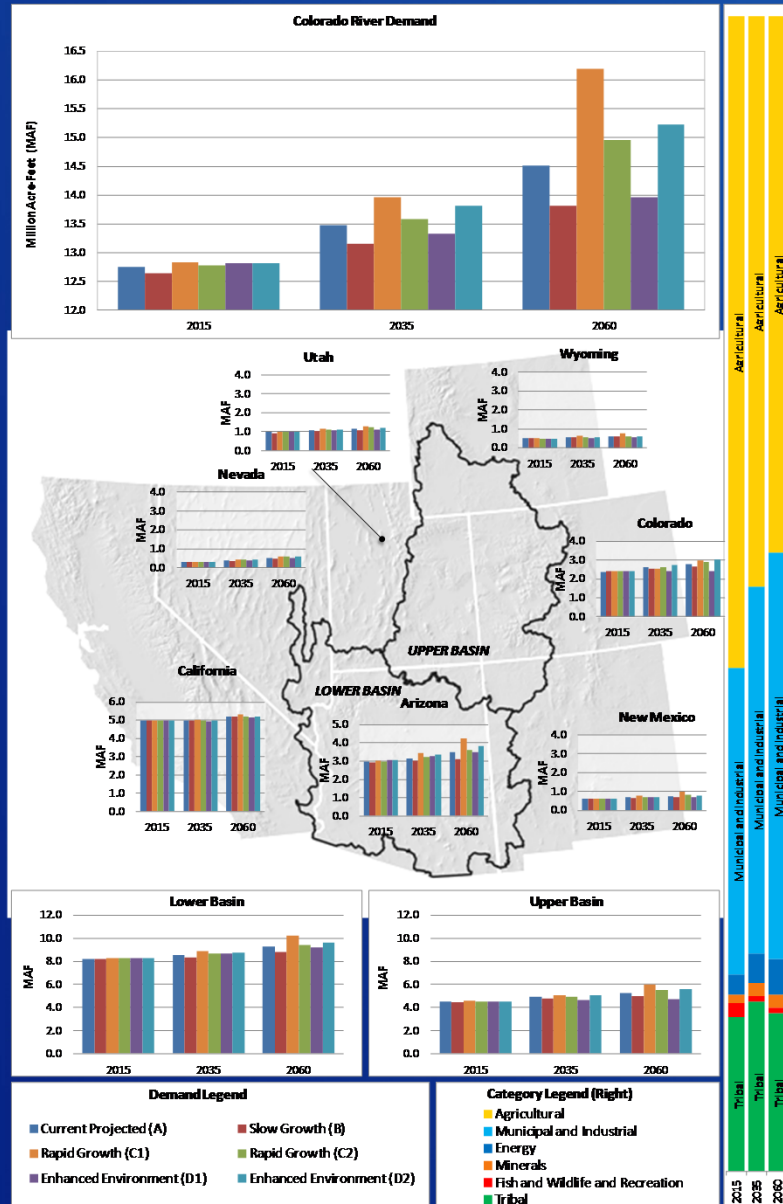 Colorado River Demand
Million Acre-Feet (MAF)
16.5
16.0
15.5
15.0
14.5
14.0
13.5
13.0
12.5
12.0
2015 2035 2060
Utah
MAF
4.0
3.0
2.0
1.0
0.0
2015 2035 2060
Wyoming
MAF
4.0
3.0
2.0
1.0
0.0
2015 2035 2060
Nevada
MAF
4.0
3.0
2.0
1.0
0.0
2015 2035 2060
Colorado
MAF
4.0
3.0
2.0
1.0
0.0
2015 2035 2060
UPPER BASIN
LOWER BASIN
California
MAF
6.0
5.0
4.0
3.0
2.0
1.0
0.0
2015 2035 2060
Arizona
MAF
5.0
4.0
3.0
2.0
1.0
0.0
2015 2035 2060
New Mexico
MAF
4.0
3.0
2.0
1.0
0.0
2015 2035 2060
Lower Basin
MAF
12.0
10.0
8.0
6.0
4.0
2.0
0.0
2015 2035 2060
Upper Basin
MAF
12.0
10.0
8.0
6.0
4.0
2.0
0.0
2015 2035 2060
Demand Legend
Current Projected (A) Slow Growth (B)
Rapid Growth (C1) Rapid Growth (C2)
Enhanced Environment (D1) Enhanced Environment (D2)
Category Legend (Right)
Agricultural
Municipal and Industrial
Energy
Minerals
Fish and Wildlife and Recreation
Tribal
Agricultural
Municipal and Industrial
Tribal
2015
Agricultural
Municipal and Industrial
Tribal
2035
Agricultural
Municipal and Industrial
Tribal
2060